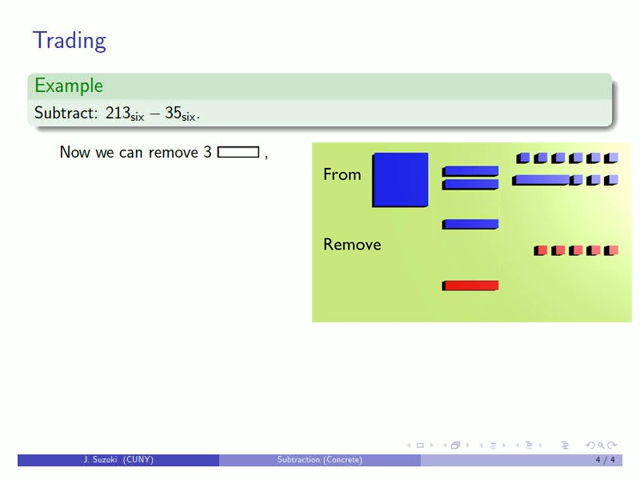 Trading
Example
Subtract: 213six − 35six.
Now we can remove 3 ,
From
Remove
J. Suzuki (CUNY)
Subtraction (Concrete)
4 / 4